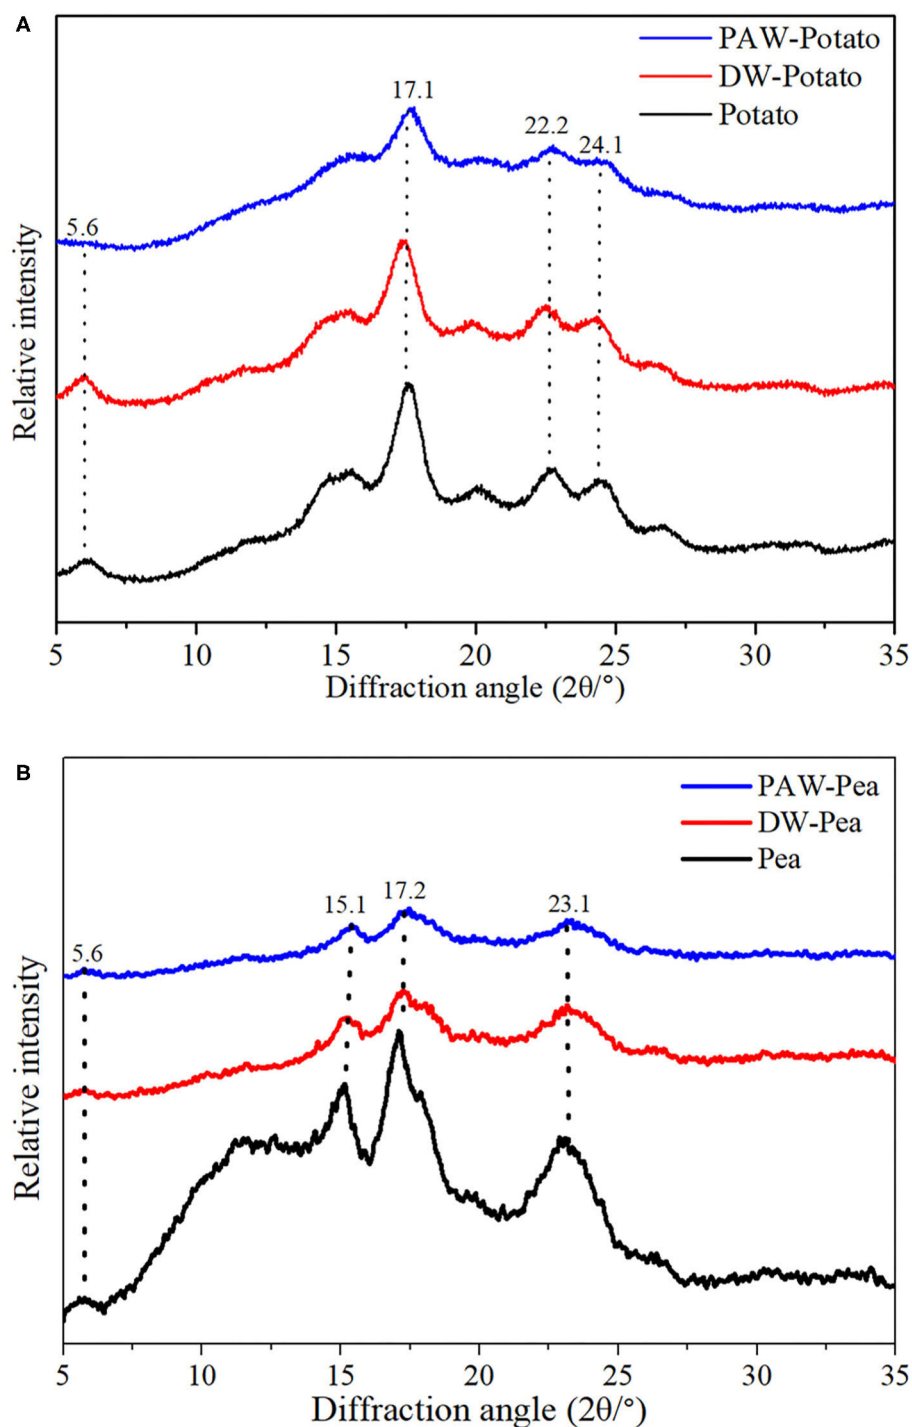 A
PAW-Potato
DW-Potato
Potato
17.1
22.2
24.1
5.6
Relative intensity
5 10 15 20 25 30 35
Diffraction angle (2θ/°)
B
PAW-Pea
DW-Pea
Pea
15.1
17.2
23.1
5.6
Relative intensity
5 10 15 20 25 30 35
Diffraction angle (2θ/°)